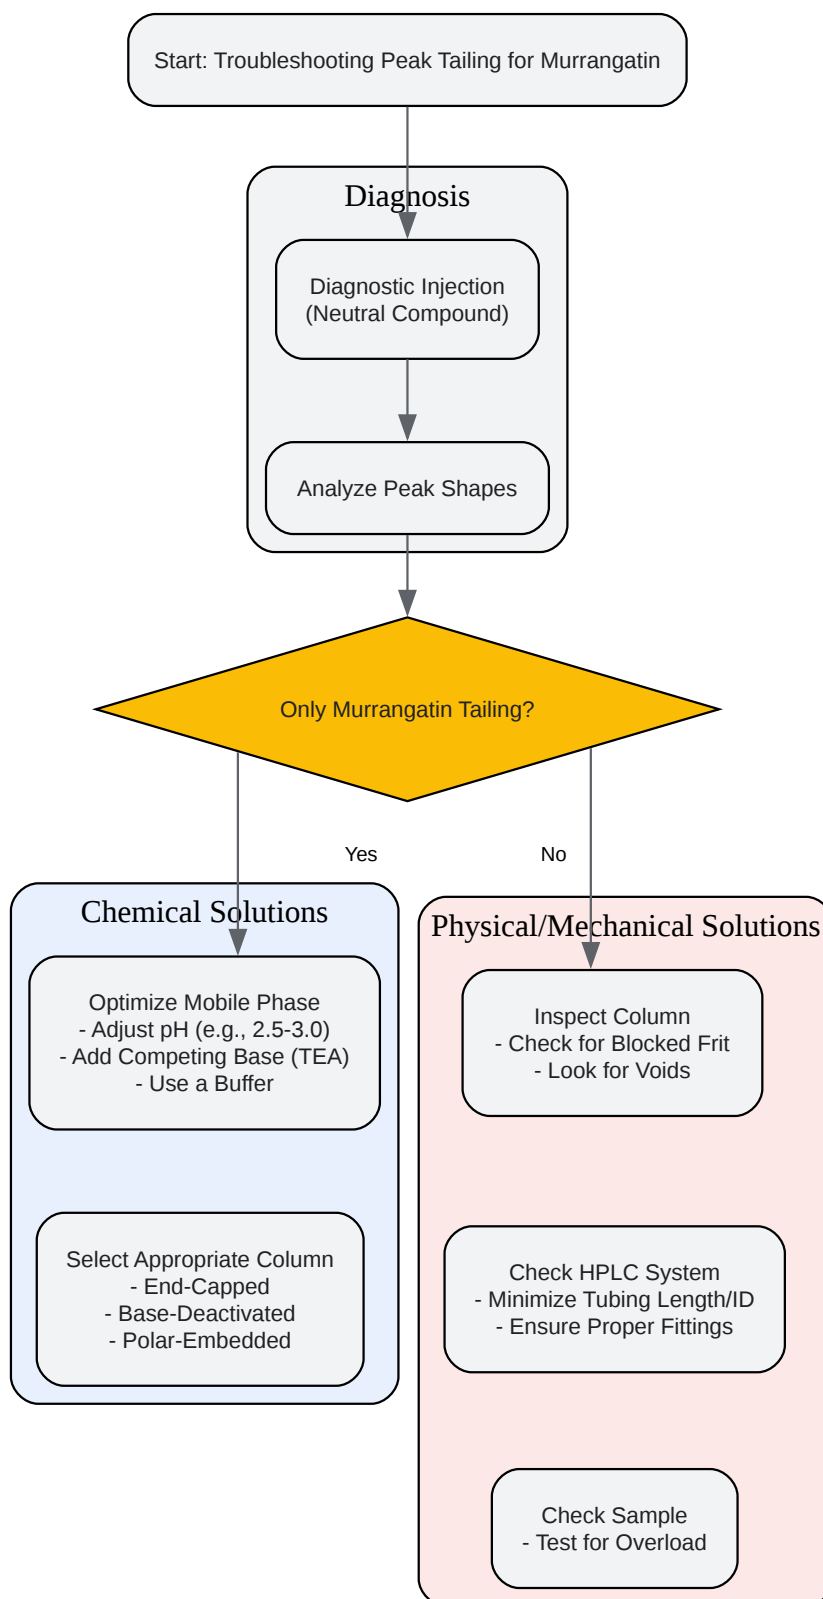 Start: Troubleshooting Peak Tailing for Murrangatin
Diagnosis
Diagnostic Injection
(Neutral Compound)
Analyze Peak Shapes
Only Murrangatin Tailing?
Yes
No
Chemical Solutions
Optimize Mobile Phase
- Adjust pH (e.g., 2.5-3.0)
- Add Competing Base (TEA)
- Use a Buffer
Select Appropriate Column
- End-Capped
- Base-Deactivated
- Polar-Embedded
Physical/Mechanical Solutions
Inspect Column
- Check for Blocked Frit
- Look for Voids
Check HPLC System
- Minimize Tubing Length/ID
- Ensure Proper Fittings
Check Sample
- Test for Overload